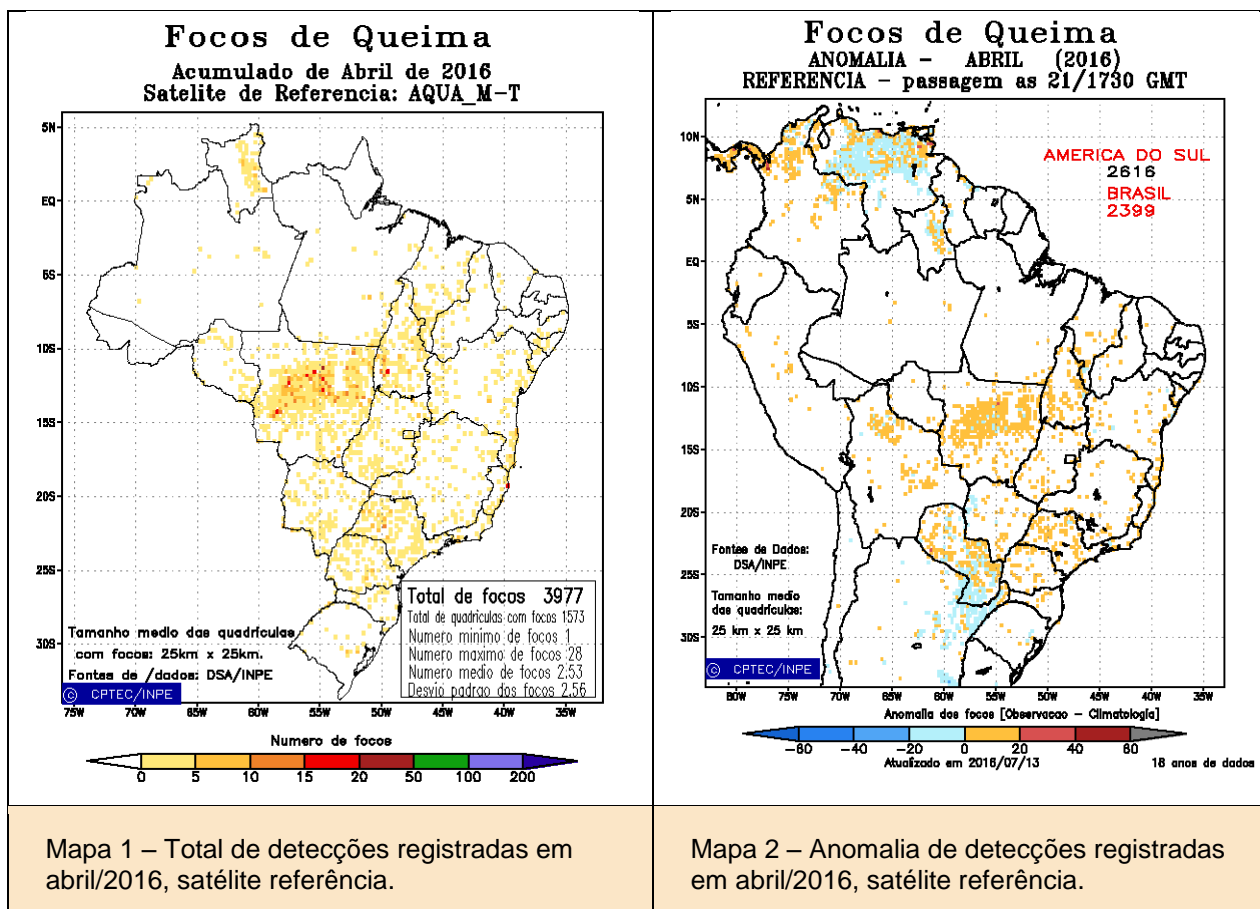 Focos de Queima
Acumulado de Abril de 2016
Satelite de Referencia: AQUA_M-T
5N
EQ
5S
10S
15S
20S
25S
30S
75W 70W 65W 60W 55W 50W 45W 40W 35W
Total de focos 3977
Total de quadrículas com focos 1573
Numero mínimo de focos 1
Numero maximo de focos 28
Numero medio de focos 2.53
Desvio padrao dos focos 2.56
Tamanho medio das quadrículas
com focos: 25km x 25km.
Fontes de /dados: DSA/INPE
© CPTEC/INPE
Numero de focos
0 5 10 15 20 50 100 200
Mapa 1 – Total de detecções registradas em
abril/2016, satélite referência.
Focos de Queima
ANOMALIA – ABRIL (2016)
REFERENCIA – passagem as 21/1730 GMT
10N
5N
EQ
5S
10S
15S
20S
25S
30S
AMERICA DO SUL
2616
BRASIL
2399
Fontes de Dados:
DSA/INPE
Tamanho medio
das quadrículas:
25 km x 25 km
© CPTEC/INPE
80W 75W 70W 65W 60W 55W 50W 45W 40W 35W
Anomalia dos focos [Observacao – Climatologia]
-60 -40 -20 0 20 40 60
Atualizado em 2016/07/13
18 anos de dados
Mapa 2 – Anomalia de detecções registradas
em abril/2016, satélite referência.